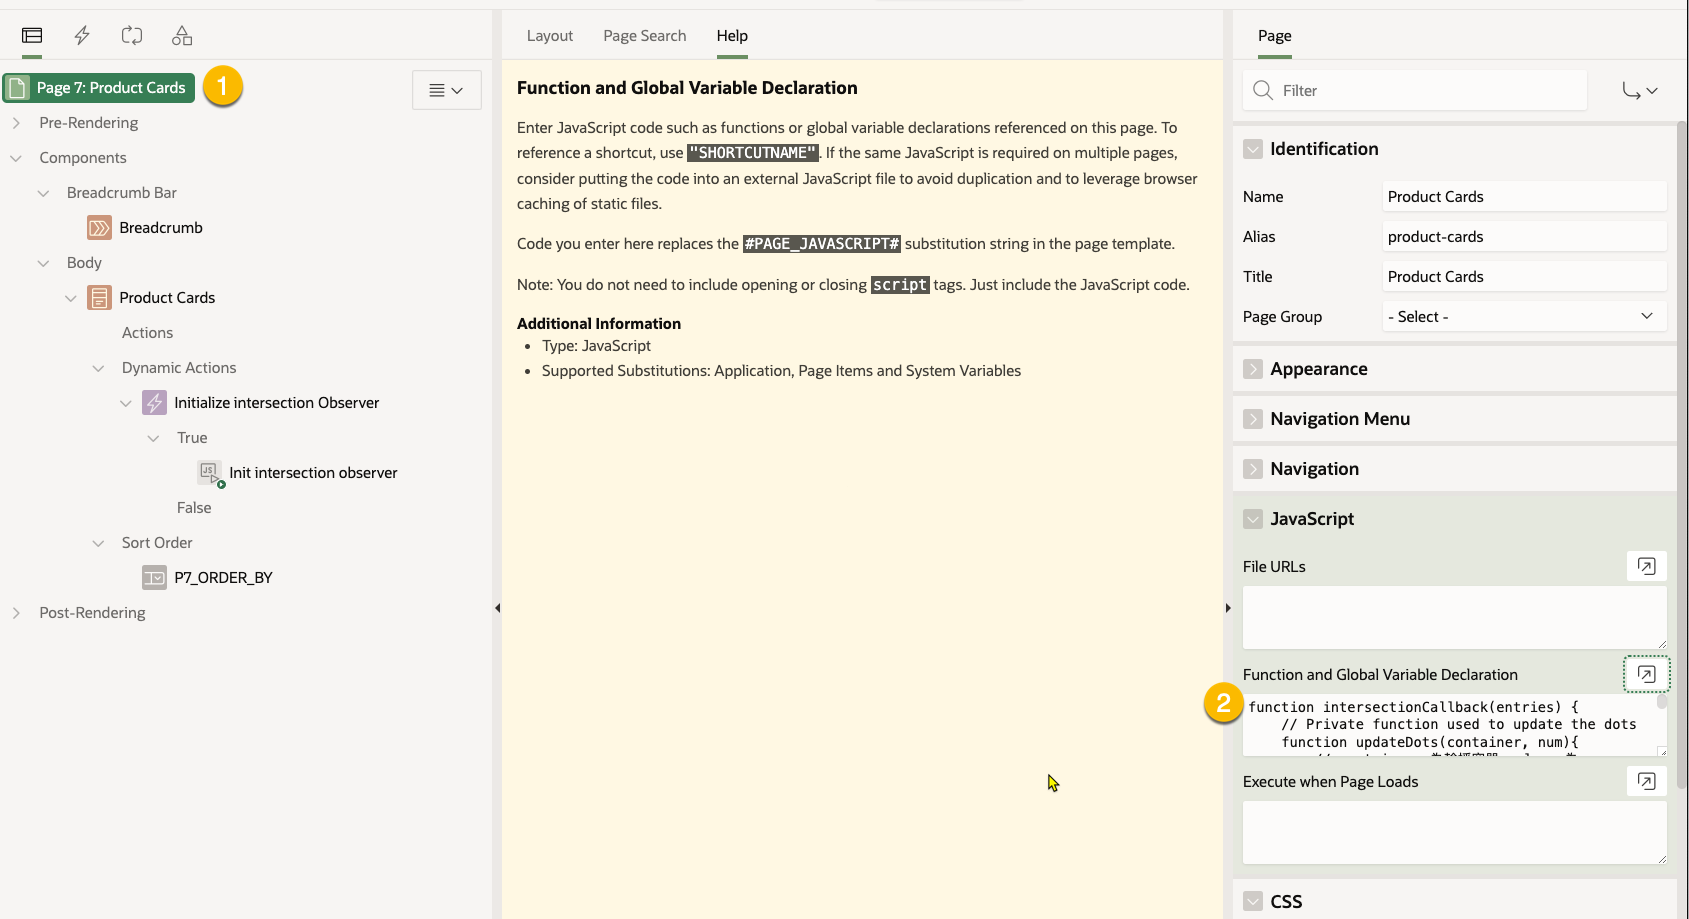 Page 7: Product Cards
1
Pre-Rendering
Components
Breadcrumb Bar
Breadcrumb
Body
Product Cards
Actions
Dynamic Actions
Initialize intersection Observer
True
JS
Init intersection observer
False
Sort Order
P7_ORDER_BY
Post-Rendering
Layout
Page Search
Help
Function and Global Variable Declaration
Enter JavaScript code such as functions or global variable declarations referenced on this page. To
reference a shortcut, use "SHORTCUTNAME". If the same JavaScript is required on multiple pages,
consider putting the code into an external JavaScript file to avoid duplication and to leverage browser
caching of static files.
Code you enter here replaces the #PAGE_JAVASCRIPT# substitution string in the page template.
Note: You do not need to include opening or closing script tags. Just include the JavaScript code.
Additional Information
• Type: JavaScript
• Supported Substitutions: Application, Page Items and System Variables
Page
Filter
Identification
Name
Product Cards
Alias
product-cards
Title
Product Cards
Page Group
- Select -
Appearance
Navigation Menu
Navigation
JavaScript
File URLs
Function and Global Variable Declaration
2
function intersectionCallback(entries) {
// Private function used to update the dots
function updateDots(container, num){
Execute when Page Loads
CSS